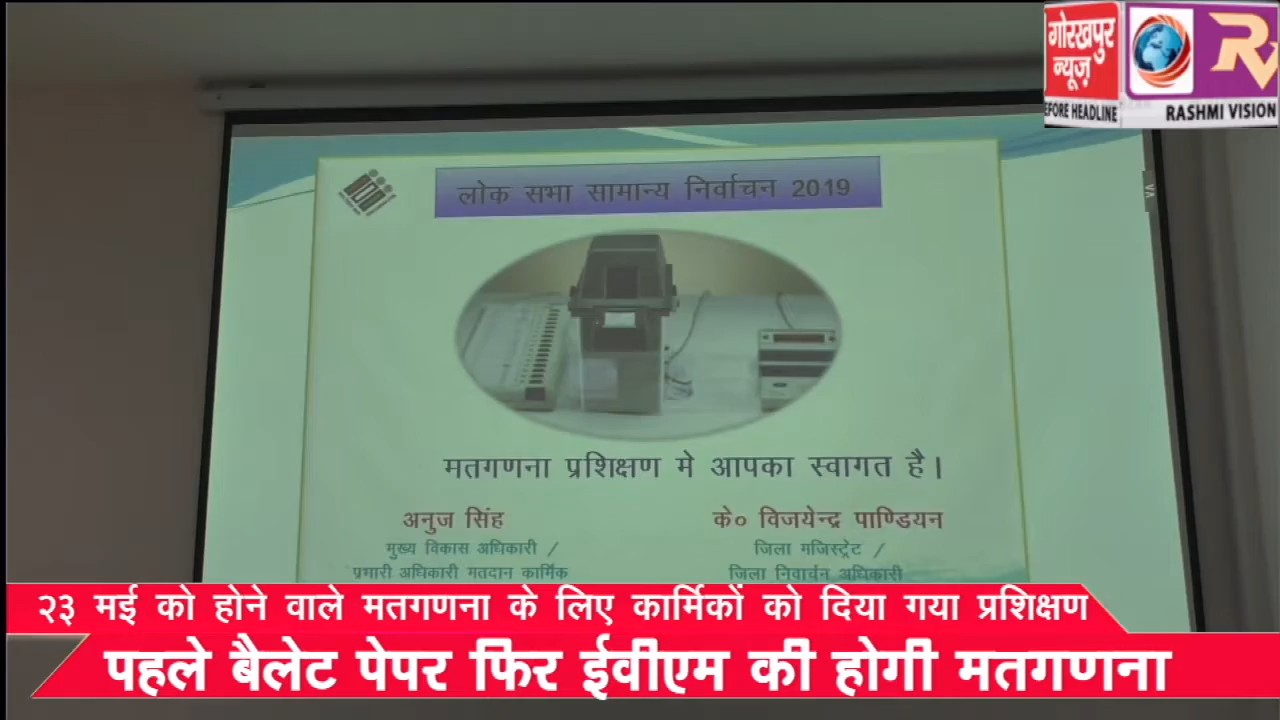 गोरखपुर
न्यूज़
EFORE HEADLINE
RV
RASHMI VISION
लोक सभा सामान्य निर्वाचन 2019
मतगणना प्रशिक्षण मे आपका स्वागत है।
अनुज सिंह
मुख्य विकास अधिकारी /
प्रभारी अधिकारी मतदान कार्मिक
के० विजयेन्द्र पाण्डियन
जिला मजिस्ट्रेट /
जिला निवार्चन अधिकारी
२३ मई को होने वाले मतगणना के लिए कार्मिकों को दिया गया प्रशिक्षण
पहले बैलेट पेपर फिर ईवीएम की होगी मतगणना